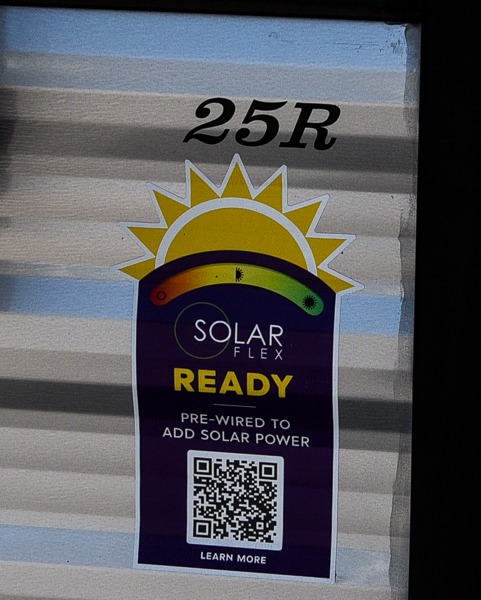 25R
SOLAR
FLEX
READY
PRE-WIRED TO
ADD SOLAR POWER
LEARN MORE